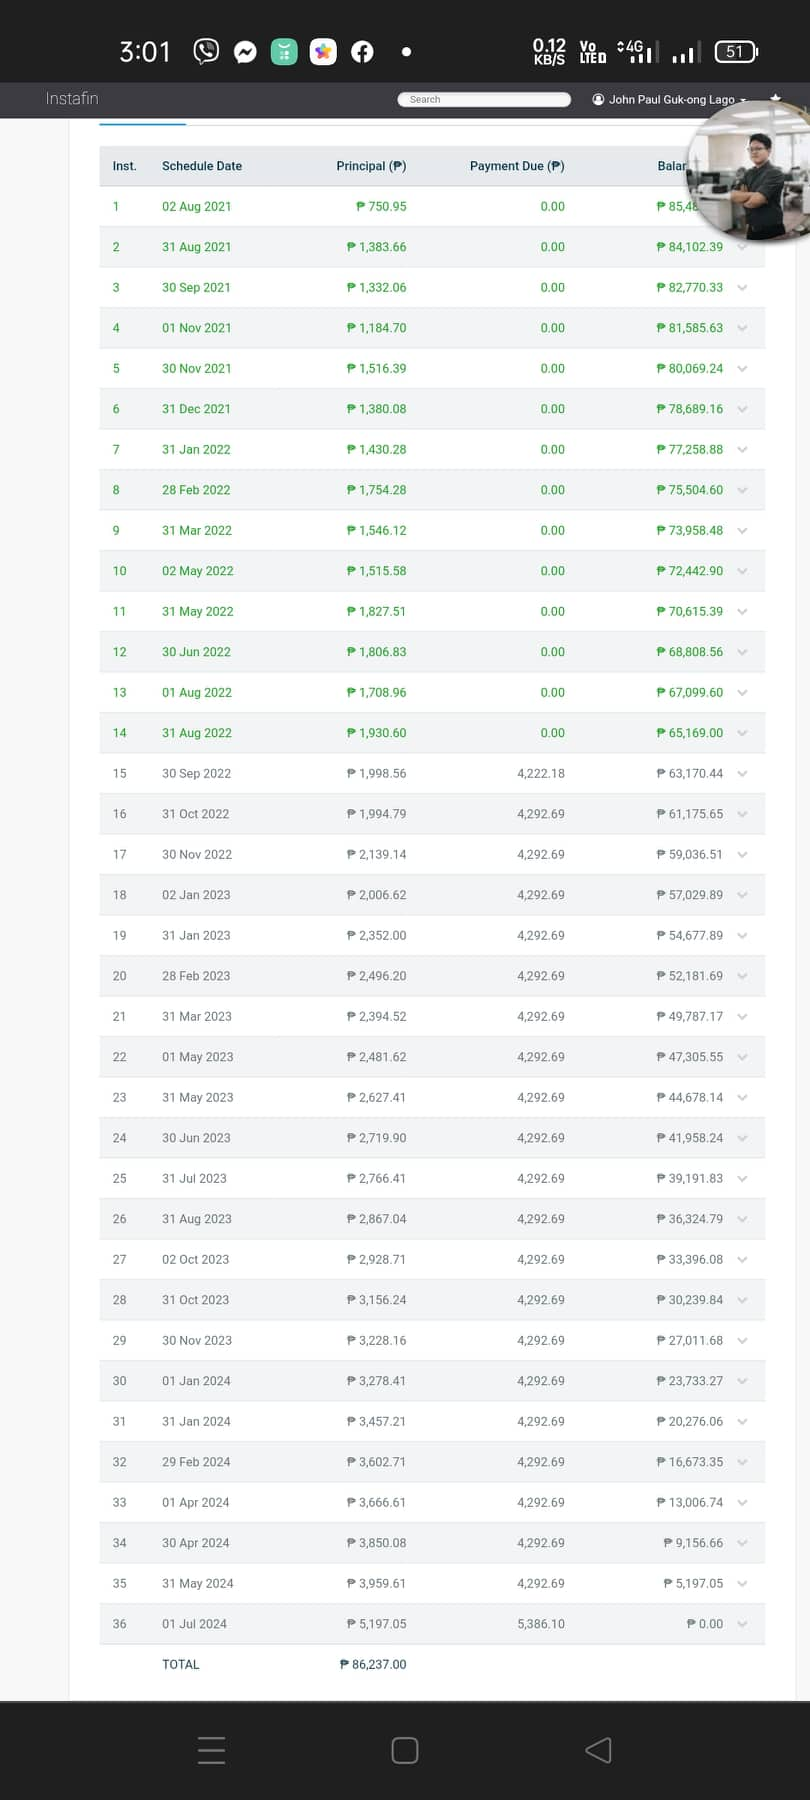 3:01 0.12 KB/S Vo LTED 4G 51
Instafin Search John Paul Guk-ong Lago
Inst. Schedule Date Principal (₱) Payment Due (₱)
1 02 Aug 2021 ₱ 750.95 0.00
2 31 Aug 2021 ₱ 1,383.66 0.00 ₱ 84,102.39
3 30 Sep 2021 ₱ 1,332.06 0.00 ₱ 82,770.33
4 01 Nov 2021 ₱ 1,184.70 0.00 ₱ 81,585.63
5 30 Nov 2021 ₱ 1,516.39 0.00 ₱ 80,069.24
6 31 Dec 2021 ₱ 1,380.08 0.00 ₱ 78,689.16
7 31 Jan 2022 ₱ 1,430.28 0.00 ₱ 77,258.88
8 28 Feb 2022 ₱ 1,754.28 0.00 ₱ 75,504.60
9 31 Mar 2022 ₱ 1,546.12 0.00 ₱ 73,958.48
10 02 May 2022 ₱ 1,515.58 0.00 ₱ 72,442.90
11 31 May 2022 ₱ 1,827.51 0.00 ₱ 70,615.39
12 30 Jun 2022 ₱ 1,806.83 0.00 ₱ 68,808.56
13 01 Aug 2022 ₱ 1,708.96 0.00 ₱ 67,099.60
14 31 Aug 2022 ₱ 1,930.60 0.00 ₱ 65,169.00
15 30 Sep 2022 ₱ 1,998.56 4,222.18 ₱ 63,170.44
16 31 Oct 2022 ₱ 1,994.79 4,292.69 ₱ 61,175.65
17 30 Nov 2022 ₱ 2,139.14 4,292.69 ₱ 59,036.51
18 02 Jan 2023 ₱ 2,006.62 4,292.69 ₱ 57,029.89
19 31 Jan 2023 ₱ 2,352.00 4,292.69 ₱ 54,677.89
20 28 Feb 2023 ₱ 2,496.20 4,292.69 ₱ 52,181.69
21 31 Mar 2023 ₱ 2,394.52 4,292.69 ₱ 49,787.17
22 01 May 2023 ₱ 2,481.62 4,292.69 ₱ 47,305.55
23 31 May 2023 ₱ 2,627.41 4,292.69 ₱ 44,678.14
24 30 Jun 2023 ₱ 2,719.90 4,292.69 ₱ 41,958.24
25 31 Jul 2023 ₱ 2,766.41 4,292.69 ₱ 39,191.83
26 31 Aug 2023 ₱ 2,867.04 4,292.69 ₱ 36,324.79
27 02 Oct 2023 ₱ 2,928.71 4,292.69 ₱ 33,396.08
28 31 Oct 2023 ₱ 3,156.24 4,292.69 ₱ 30,239.84
29 30 Nov 2023 ₱ 3,228.16 4,292.69 ₱ 27,011.68
30 01 Jan 2024 ₱ 3,278.41 4,292.69 ₱ 23,733.27
31 31 Jan 2024 ₱ 3,457.21 4,292.69 ₱ 20,276.06
32 29 Feb 2024 ₱ 3,602.71 4,292.69 ₱ 16,673.35
33 01 Apr 2024 ₱ 3,666.61 4,292.69 ₱ 13,006.74
34 30 Apr 2024 ₱ 3,850.08 4,292.69 ₱ 9,156.66
35 31 May 2024 ₱ 3,959.61 4,292.69 ₱ 5,197.05
36 01 Jul 2024 ₱ 5,197.05 5,386.10 ₱ 0.00
TOTAL ₱ 86,237.00